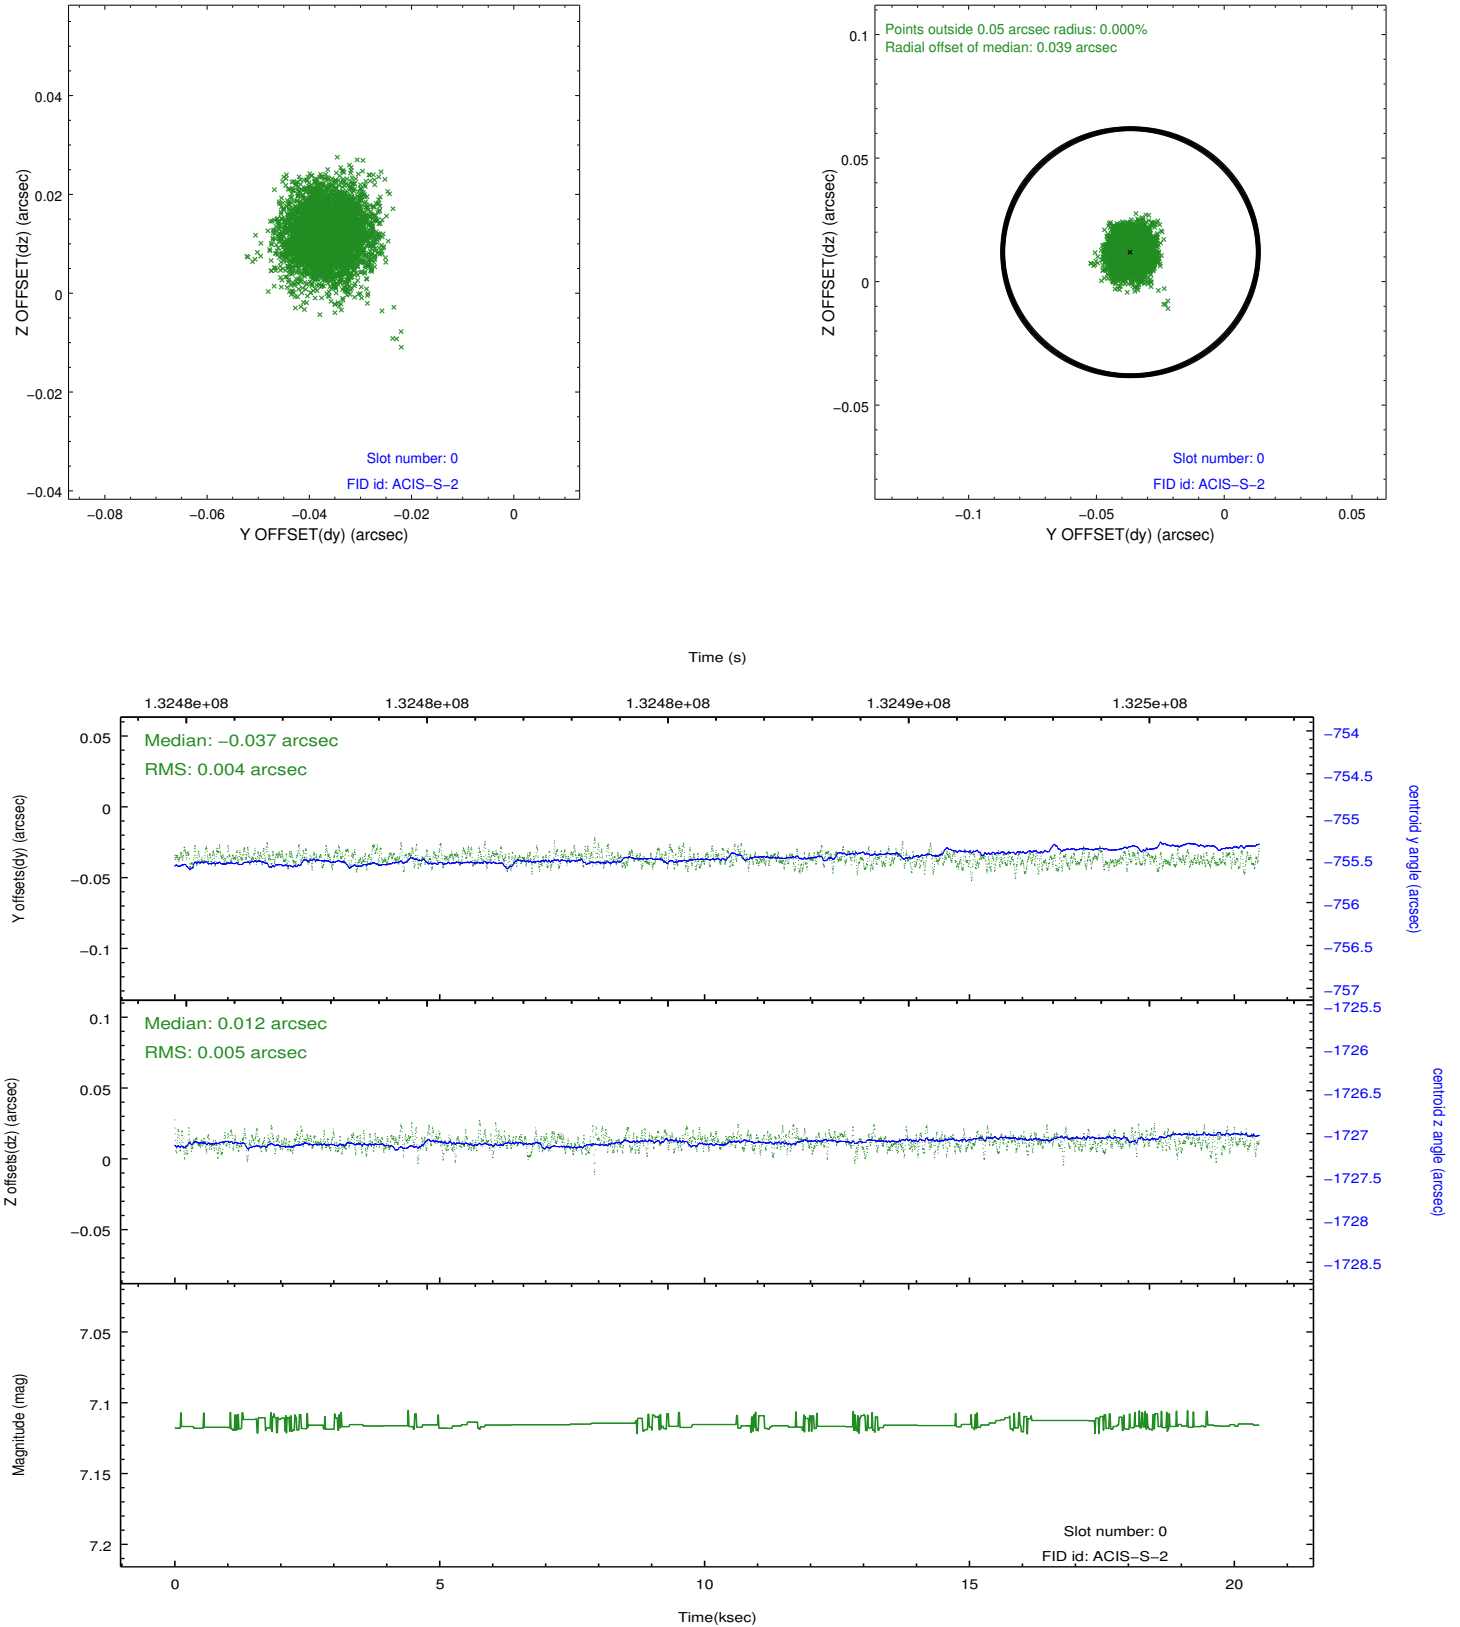 0.04
0.02
0
−0.02
−0.04
Z OFFSET(dz) (arcsec)
Slot number: 0
FID id: ACIS−S−2
−0.08
−0.06
−0.04
−0.02
0
Y OFFSET(dy) (arcsec)
Points outside 0.05 arcsec radius: 0.000%
Radial offset of median: 0.039 arcsec
0.1
0.05
0
−0.05
Z OFFSET(dz) (arcsec)
Slot number: 0
FID id: ACIS−S−2
−0.1
−0.05
0
0.05
Y OFFSET(dy) (arcsec)
Time (s)
1.3248e+08
1.3248e+08
1.3248e+08
1.3249e+08
1.325e+08
Median: −0.037 arcsec
RMS: 0.004 arcsec
0.05
0
−0.05
−0.1
Y offsets(dy) (arcsec)
−754
−754.5
−755
−755.5
−756
−756.5
−757
centroid y angle (arcsec)
Median: 0.012 arcsec
RMS: 0.005 arcsec
0.1
0.05
0
−0.05
Z offsets(dz) (arcsec)
−1725.5
−1726
−1726.5
−1727
−1727.5
−1728
−1728.5
centroid z angle (arcsec)
7.05
7.1
7.15
7.2
Magnitude (mag)
Slot number: 0
FID id: ACIS−S−2
0
5
10
15
20
Time(ksec)